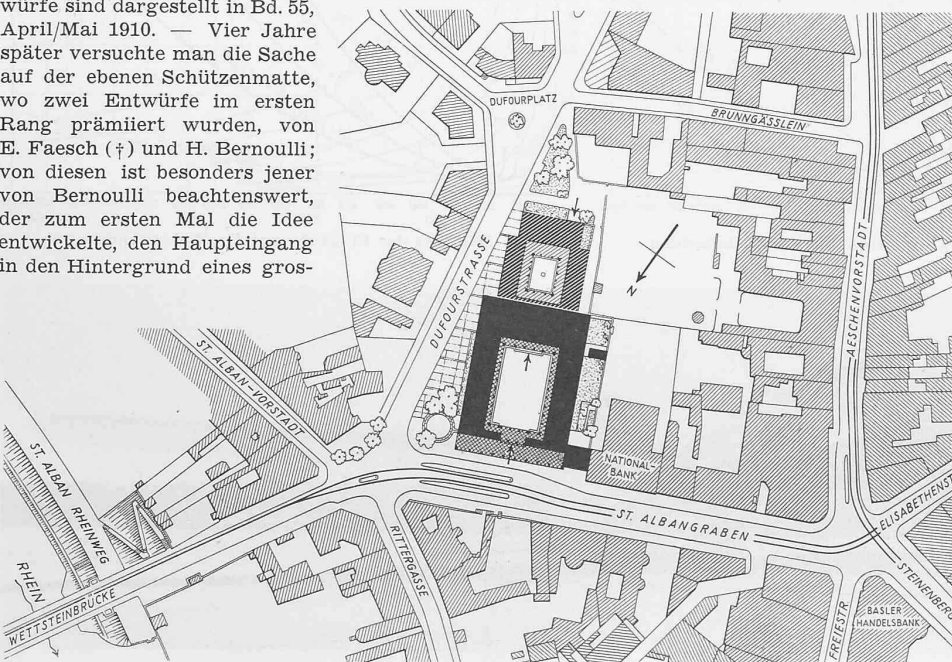 würfe sind dargestellt in Bd. 55,
April/Mai 1910. — Vier Jahre
später versuchte man die Sache
auf der ebenen Schützenmatte,
wo zwei Entwürfe im ersten
Rang prämiiert wurden, von
E. Faesch (†) und H. Bernoulli;
von diesen ist besonders jener
von Bernoulli beachtenswert,
der zum ersten Mal die Idee
entwickelte, den Haupteingang
in den Hintergrund eines gros-
DUFOURPLATZ
BRUNNGÄSSLEIN
DUFOURSTRASSE
N
AESCHENVORSTADT
ST. ALBAN-VORSTADT
ST. ALBAN RHEINWEG
RHEIN
WETTSTEINBRÜCKE
RITTERGASSE
NATIONAL-
BANK
ST. ALBANGRABEN
ELISABETHENST
STEINENBERG
FREIESTR.
BASLER
HANDELSBANK